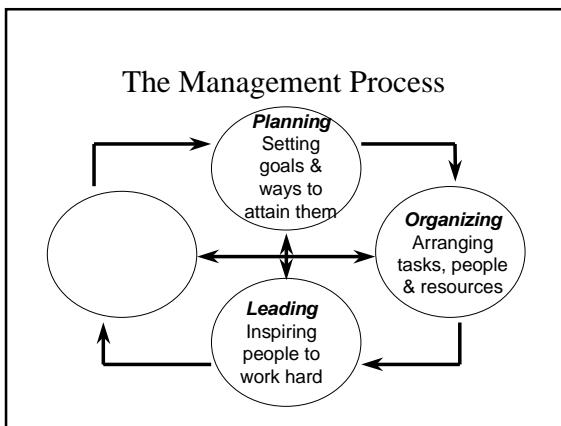 The Management Process
Planning
Setting
goals &
ways to
attain them
Organizing
Arranging
tasks, people
& resources
Leading
Inspiring
people to
work hard